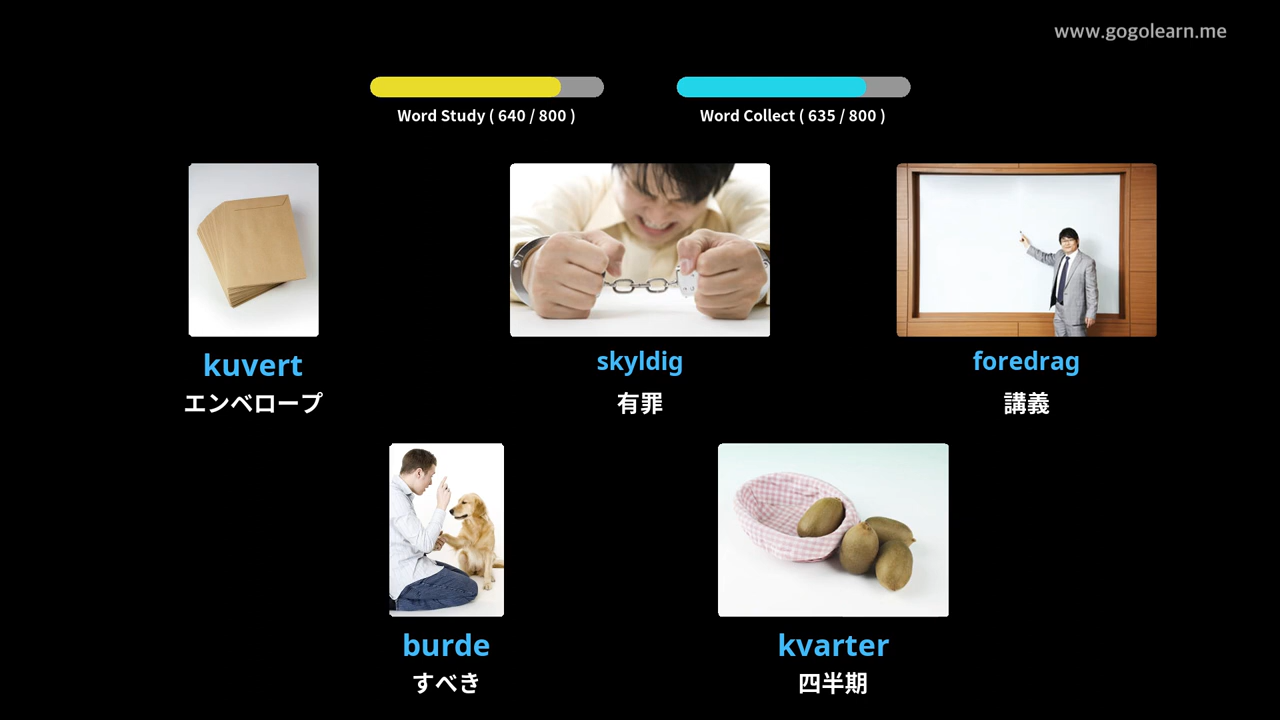 www.gogolearn.me
Word Study ( 640 / 800 )
Word Collect ( 635 / 800 )
kuvert
エンベロープ
skyldig
有罪
foredrag
講義
burde
すべき
kvarter
四半期